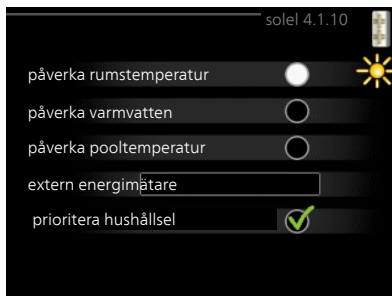 solel 4.1.10
påverka rumstemperatur
påverka varmvatten
påverka pooltemperatur
extern energimätare
prioritera hushållsel